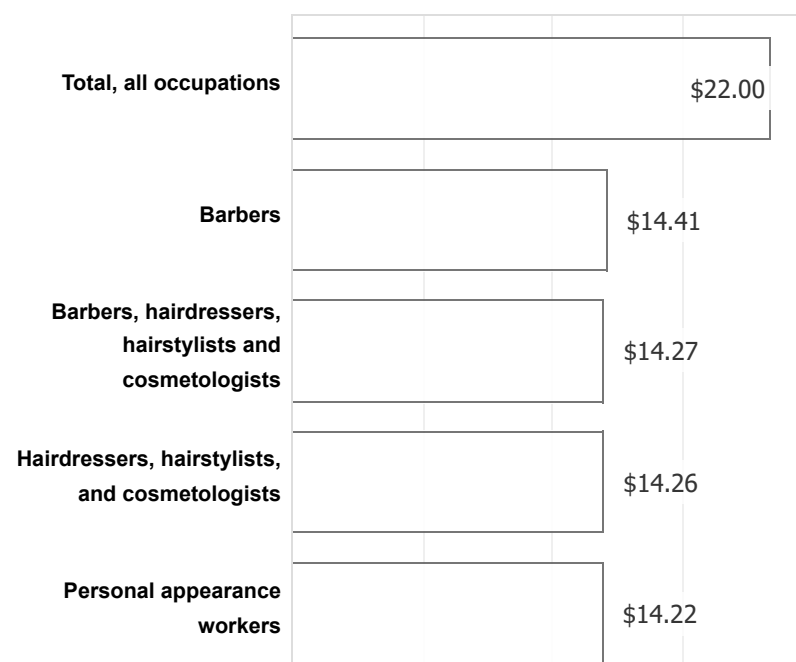 Total, all occupations
$22.00
Barbers
$14.41
Barbers, hairdressers,
hairstylists and
cosmetologists
$14.27
Hairdressers, hairstylists,
and cosmetologists
$14.26
Personal appearance
workers
$14.22